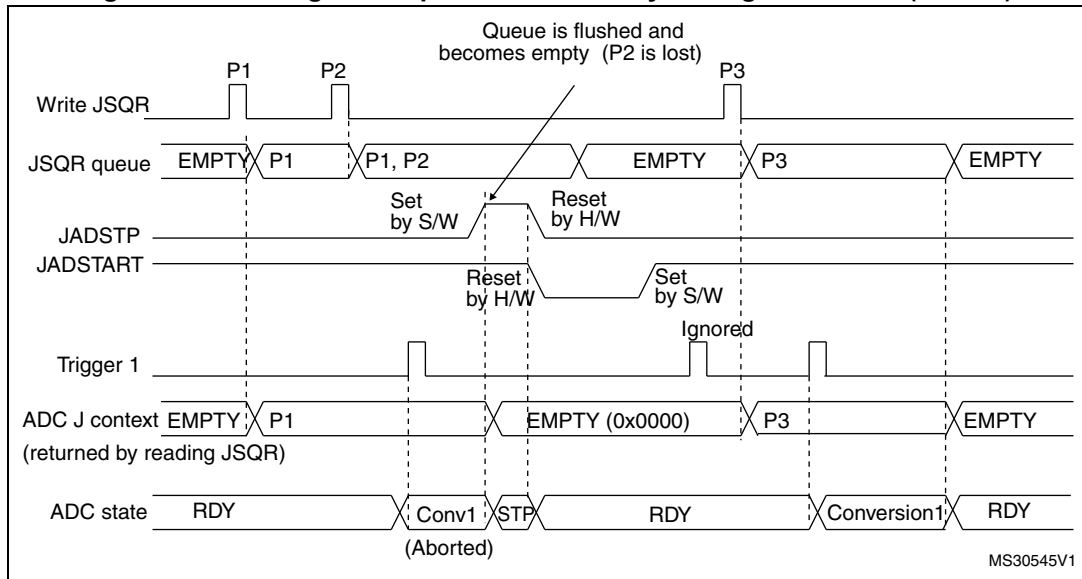 Queue is flushed and
becomes empty (P2 is lost)
P1
P2
P3
Write JSQR
JSQR queue
EMPTY
P1
P1, P2
EMPTY
P3
EMPTY
Set
by S/W
Reset
by H/W
JADSTP
JADSTART
Reset
by H/W
Set
by S/W
Ignored
Trigger 1
ADC J context
(returned by reading JSQR)
EMPTY
P1
EMPTY (0x0000)
P3
EMPTY
ADC state
RDY
Conv1
STP
RDY
Conversion1
RDY
(Aborted)
MS30545V1